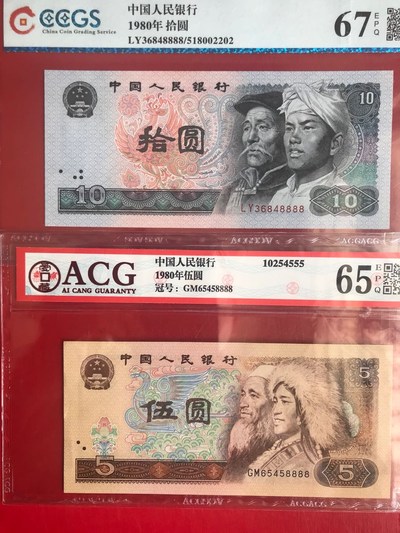 CCGS
China Coin Grading Service
中国人民银行
1980年 拾圆
LY36848888/518002202
67 EPQ
中国人民银行
10
拾圆
10
LY36848888
10
ACG
AI CANG GUARANTY
中国人民银行
1980年伍圆
冠号: GM65458888
10254555
65 EPQ
中国人民银行
5
伍圆
5
GM65458888
5